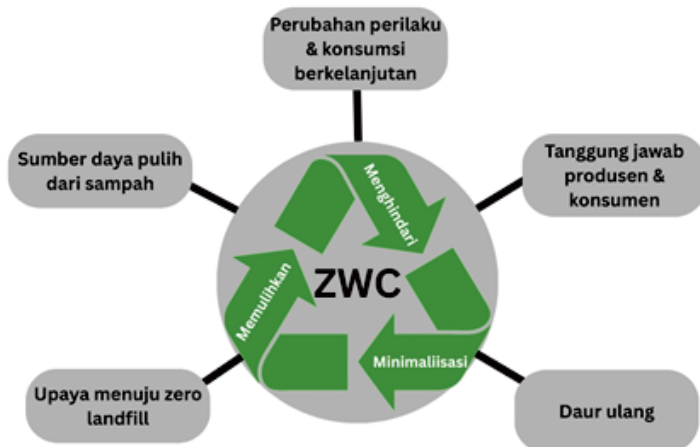 Perubahan perilaku
& konsumsi
berkelanjutan
Sumber daya pulih
dari sampah
Tanggung jawab
produsen &
konsumen
Menghindari
ZWC
Memulihkan
Minimaliisasi
Upaya menuju zero
landfill
Daur ulang